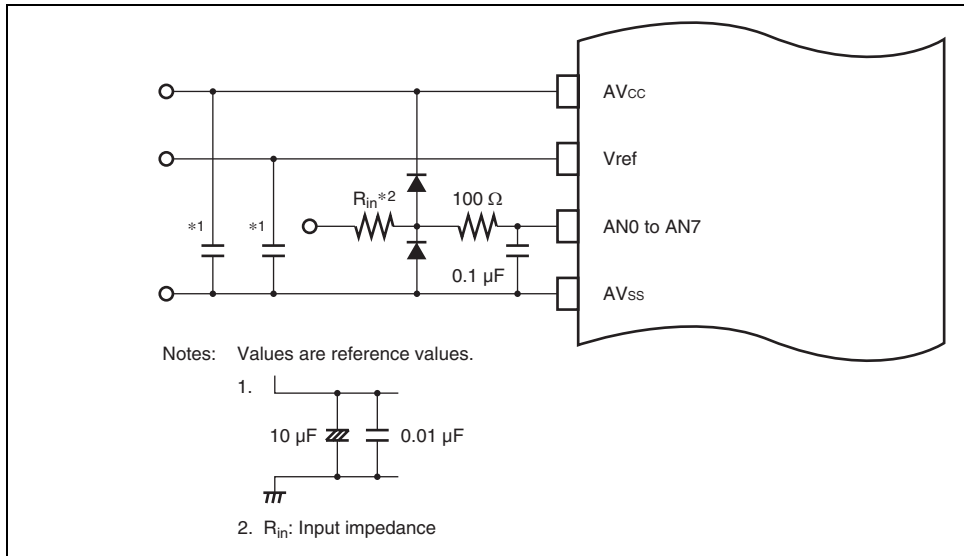 AVCC
Vref
Rin*2 100 Ω
*1 *1 AN0 to AN7
0.1 µF
AVSS
Notes: Values are reference values.
1.
10 µF 0.01 µF
2. Rin: Input impedance